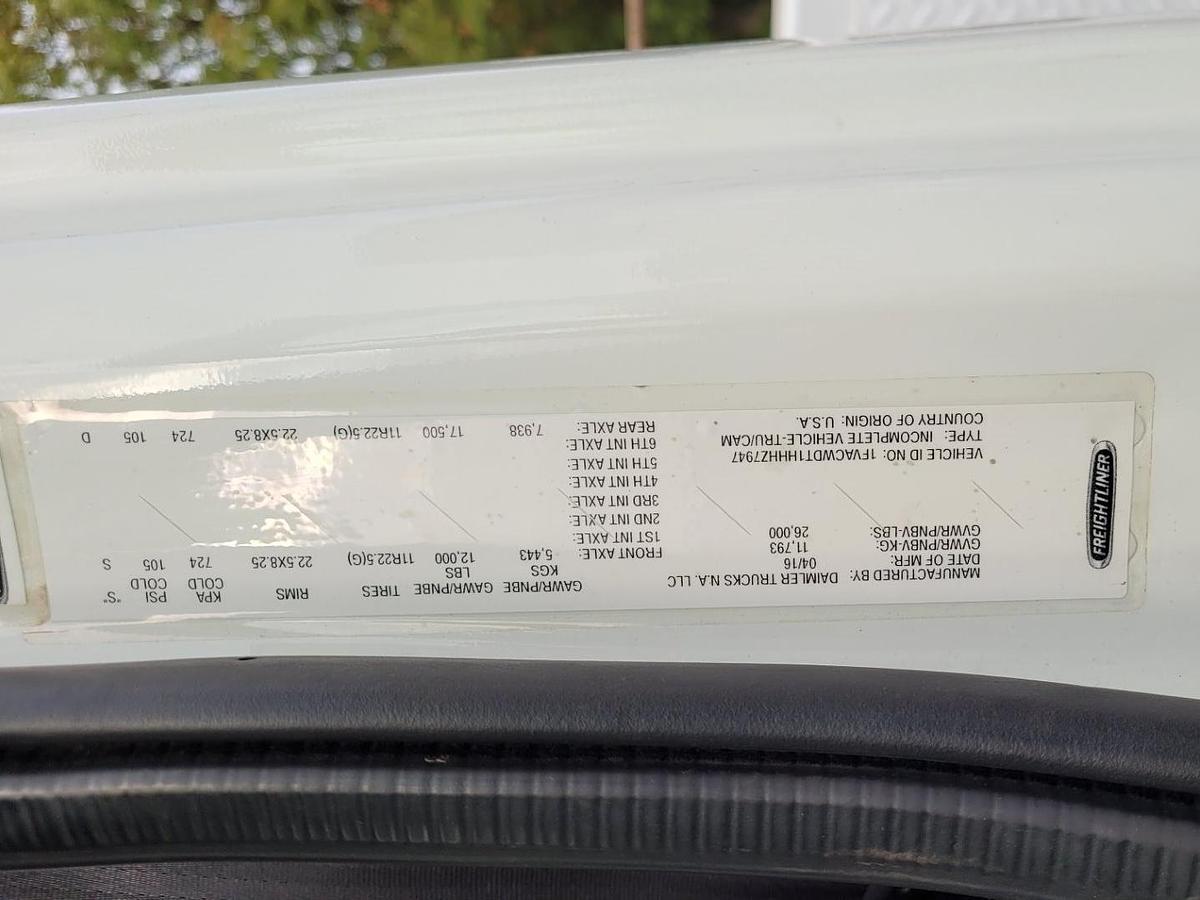 FREIGHTLINER
MANUFACTURED BY: DAIMLER TRUCKS N.A. LLC
DATE OF MFR: 04/16
GVWR/PNBV-KG: 11,793
GVWR/PNBV-LBS: 26,000
VEHICLE ID NO: 1FVACWDT1HHHZ7947
TYPE: INCOMPLETE VEHICLE-TRU/CAM
COUNTRY OF ORIGIN: U.S.A.
GAWR/PNBE GAWR/PNBE TIRES RIMS KPA PSI "S"
KGS LBS COLD COLD
FRONT AXLE: 5,443 12,000 11R22.5(G) 22.5X8.25 724 105 S
1ST INT AXLE:
2ND INT AXLE:
3RD INT AXLE:
4TH INT AXLE:
5TH INT AXLE:
6TH INT AXLE:
REAR AXLE: 7,938 17,500 11R22.5(G) 22.5X8.25 724 105 D